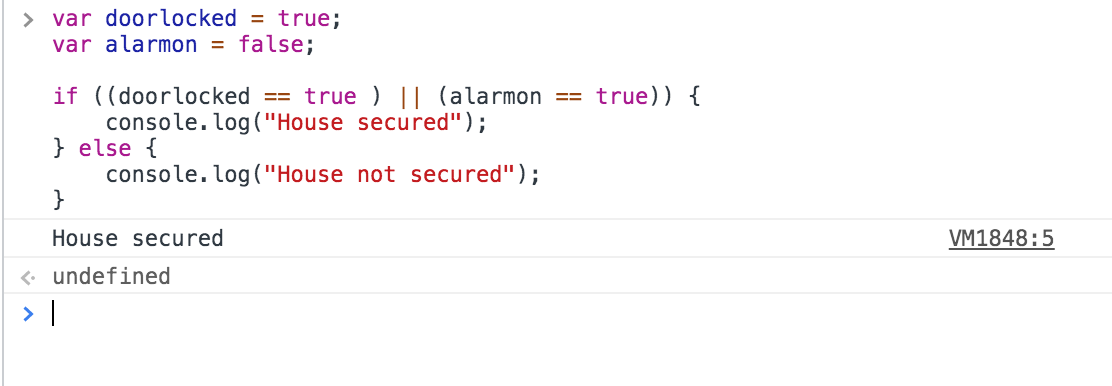 > var doorlocked = true;
var alarmon = false;
if ((doorlocked == true ) || (alarmon == true)) {
    console.log("House secured");
} else {
    console.log("House not secured");
}
House secured VM1848:5
undefined
>